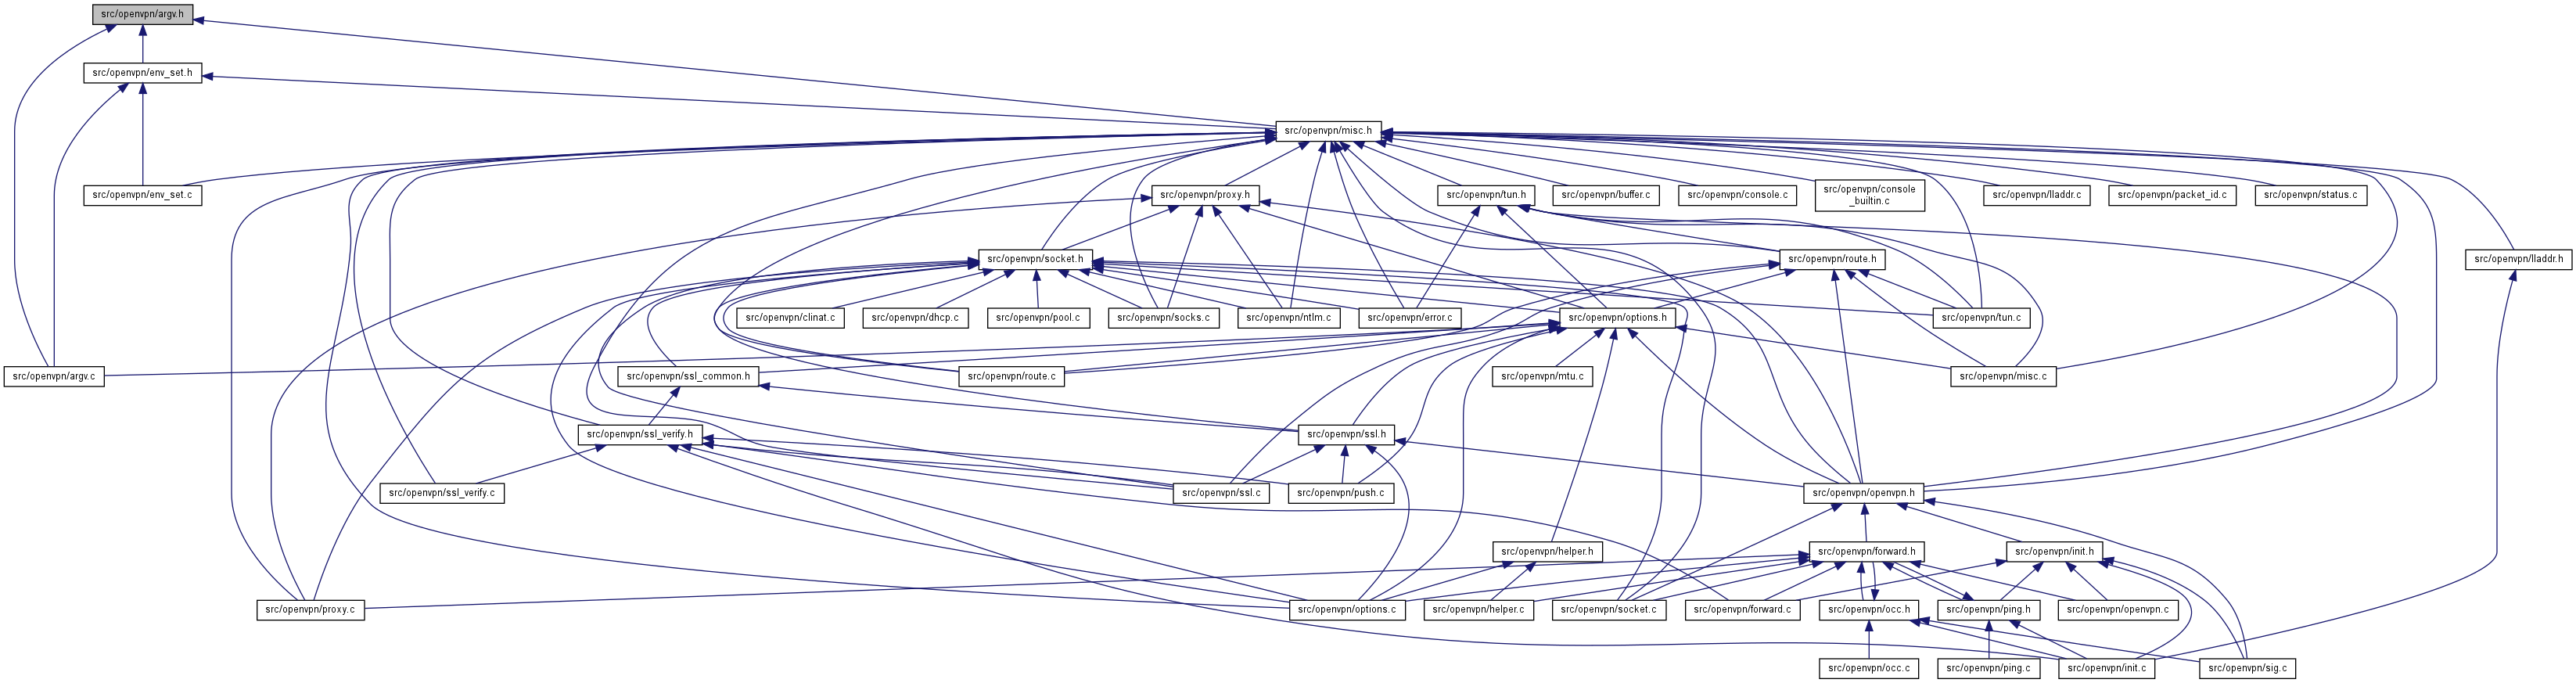 src/openvpn/argv.h
src/openvpn/env_set.h
src/openvpn/misc.h
src/openvpn/env_set.c
src/openvpn/proxy.h
src/openvpn/tun.h
src/openvpn/buffer.c
src/openvpn/console.c
src/openvpn/console
_builtin.c
src/openvpn/lladdr.c
src/openvpn/packet_id.c
src/openvpn/status.c
src/openvpn/socket.h
src/openvpn/route.h
src/openvpn/lladdr.h
src/openvpn/clinat.c
src/openvpn/dhcp.c
src/openvpn/pool.c
src/openvpn/socks.c
src/openvpn/ntlm.c
src/openvpn/error.c
src/openvpn/options.h
src/openvpn/tun.c
src/openvpn/argv.c
src/openvpn/ssl_common.h
src/openvpn/route.c
src/openvpn/mtu.c
src/openvpn/misc.c
src/openvpn/ssl_verify.h
src/openvpn/ssl.h
src/openvpn/ssl_verify.c
src/openvpn/ssl.c
src/openvpn/push.c
src/openvpn/openvpn.h
src/openvpn/helper.h
src/openvpn/forward.h
src/openvpn/init.h
src/openvpn/proxy.c
src/openvpn/options.c
src/openvpn/helper.c
src/openvpn/socket.c
src/openvpn/forward.c
src/openvpn/occ.h
src/openvpn/ping.h
src/openvpn/openvpn.c
src/openvpn/occ.c
src/openvpn/ping.c
src/openvpn/init.c
src/openvpn/sig.c